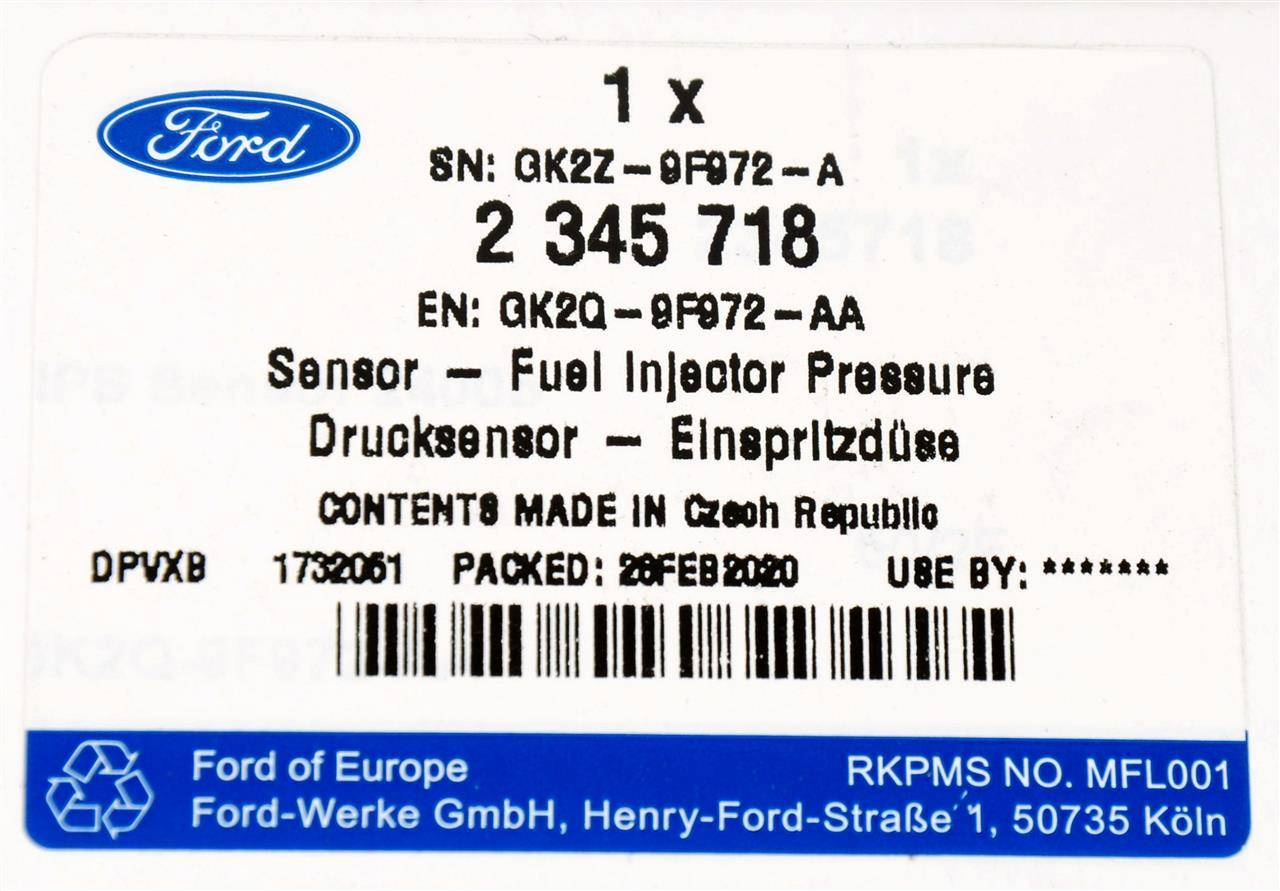 Ford
1 x
SN: GK2Z-9F972-A
2 345 718
EN: GK2Q-9F972-AA
Sensor - Fuel Injector Pressure
Drucksensor - Einspritzdüse
CONTENTS MADE IN Czech Republic
DPVXB 1732051 PACKED: 26FEB2020 USE BY: *******
Ford of Europe RKPMS NO. MFL001
Ford-Werke GmbH, Henry-Ford-Straße 1, 50735 Köln